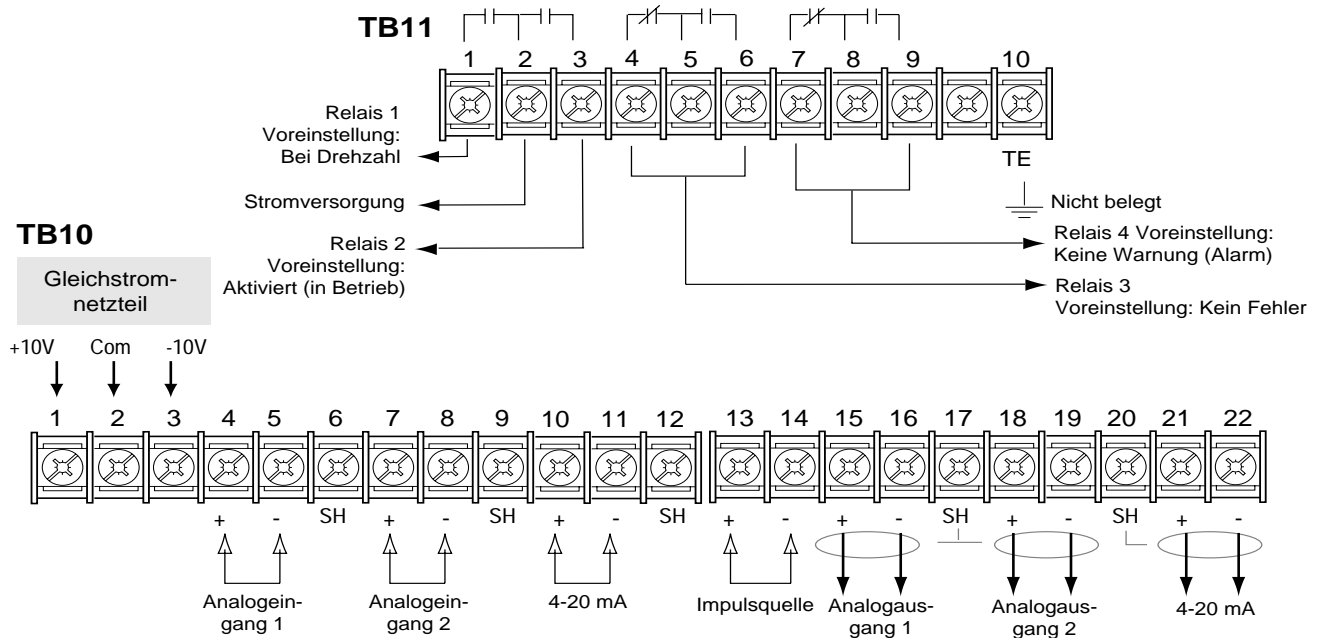 TB11
1 2 3 4 5 6 7 8 9 10
Relais 1
Voreinstellung:
Bei Drehzahl
TE
Stromversorgung
Nicht belegt
Relais 2
Voreinstellung:
Aktiviert (in Betrieb)
Relais 4 Voreinstellung:
Keine Warnung (Alarm)
Relais 3
Voreinstellung: Kein Fehler
TB10
Gleichstrom-
netzteil
+10V Com -10V
1 2 3 4 5 6 7 8 9 10 11 12 13 14 15 16 17 18 19 20 21 22
+ - SH + - SH + - SH + - + - SH + - SH + -
Analogein-
gang 1
Analogein-
gang 2
4-20 mA
Impulsquelle
Analogaus-
gang 1
Analogaus-
gang 2
4-20 mA